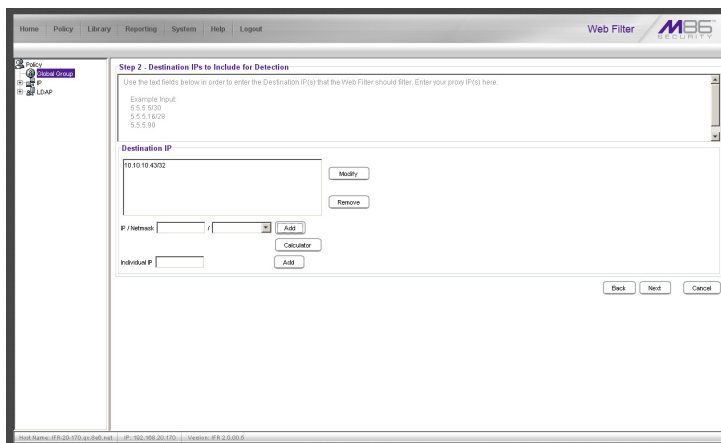 Home Policy Library Reporting System Help Logout
Web Filter
M86
SECURITY
Policy
Global Group
IP
LDAP
Step 2 - Destination IPs to Include for Detection
Use the text fields below in order to enter the Destination IP(s) that the Web Filter should filter. Enter your proxy IP(s) here.
Example Input:
5.5.5.5/30
5.5.5.16/28
5.5.5.90
Destination IP
10.10.10.43/32
Modify
Remove
IP / Netmask / Add
Calculator
Individual IP Add
Back Next Cancel
Host Name: IFR-20-170.qc.8e6.net IP: 192.168.20.170 Version: IFR 2.0.00.5